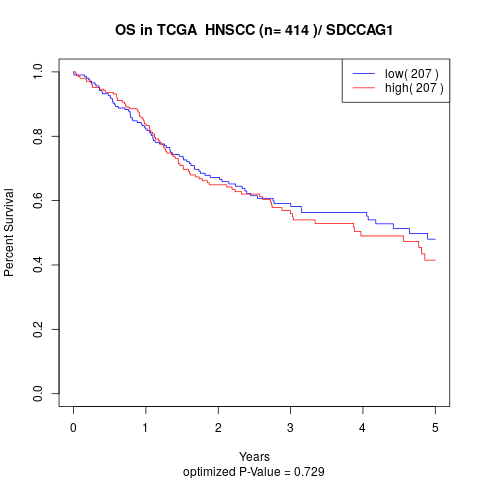 OS in TCGA  HNSCC (n= 414 )/ SDCCAG1
low( 207 )
high( 207 )
Percent Survival
1.0
0.8
0.6
0.4
0.2
0.0
0 1 2 3 4 5
Years
optimized P-Value = 0.729